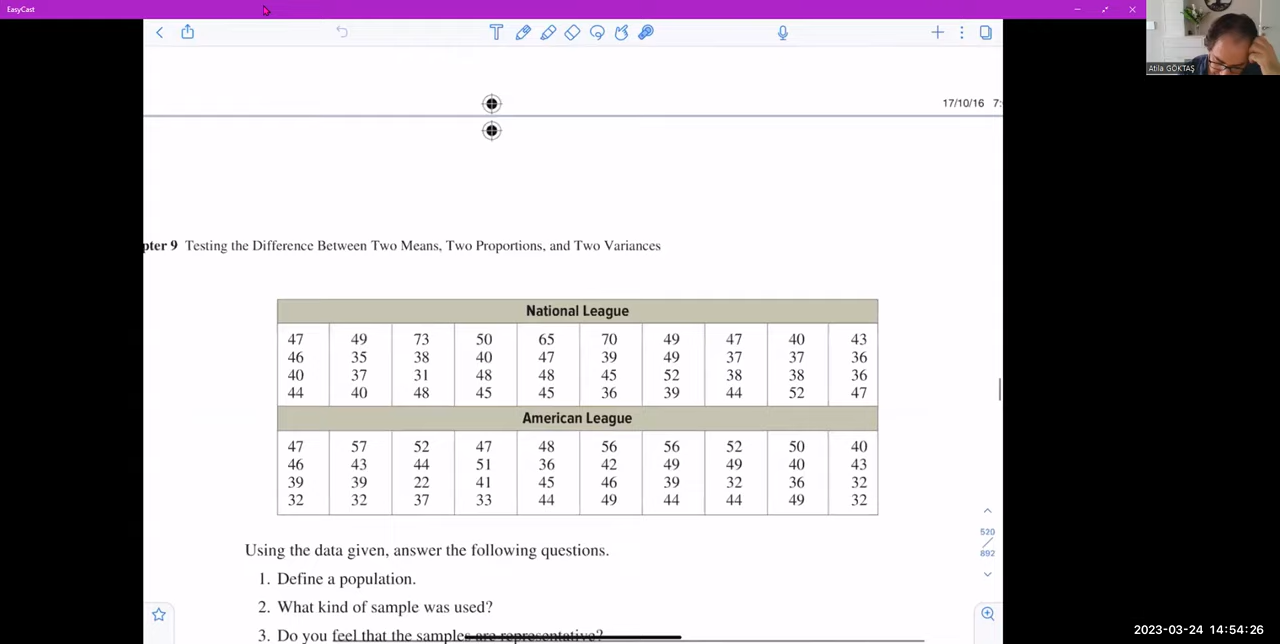 EasyCast
Atila GÖKTAŞ
17/10/16 7:
pter 9 Testing the Difference Between Two Means, Two Proportions, and Two Variances
National League
47 49 73 50 65 70 49 47 40 43
46 35 38 40 47 39 49 37 37 36
40 37 31 48 48 45 52 38 38 36
44 40 48 45 45 36 39 44 52 47
American League
47 57 52 47 48 56 56 52 50 40
46 43 44 51 36 42 49 49 40 43
39 39 22 41 45 46 39 32 36 32
32 32 37 33 44 49 44 44 49 32
520
892
Using the data given, answer the following questions.
1. Define a population.
2. What kind of sample was used?
3. Do you feel that the samples are representative?
2023-03-24 14:54:26